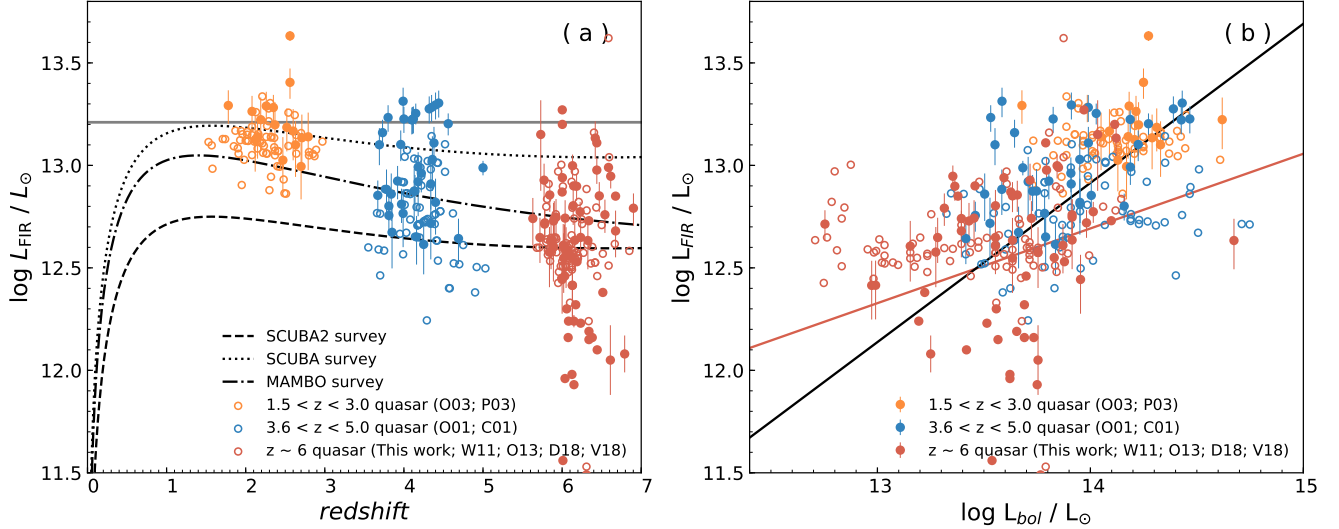 ( a )
13.5
13.0
12.5
12.0
11.5
log L_FIR / L_⊙
SCUBA2 survey
SCUBA survey
MAMBO survey
1.5 < z < 3.0 quasar (O03; P03)
3.6 < z < 5.0 quasar (O01; C01)
z ~ 6 quasar (This work; W11; O13; D18; V18)
0 1 2 3 4 5 6 7
redshift
( b )
13.5
13.0
12.5
12.0
11.5
log L_FIR / L_⊙
1.5 < z < 3.0 quasar (O03; P03)
3.6 < z < 5.0 quasar (O01; C01)
z ~ 6 quasar (This work; W11; O13; D18; V18)
13 14 15
log L_bol / L_⊙